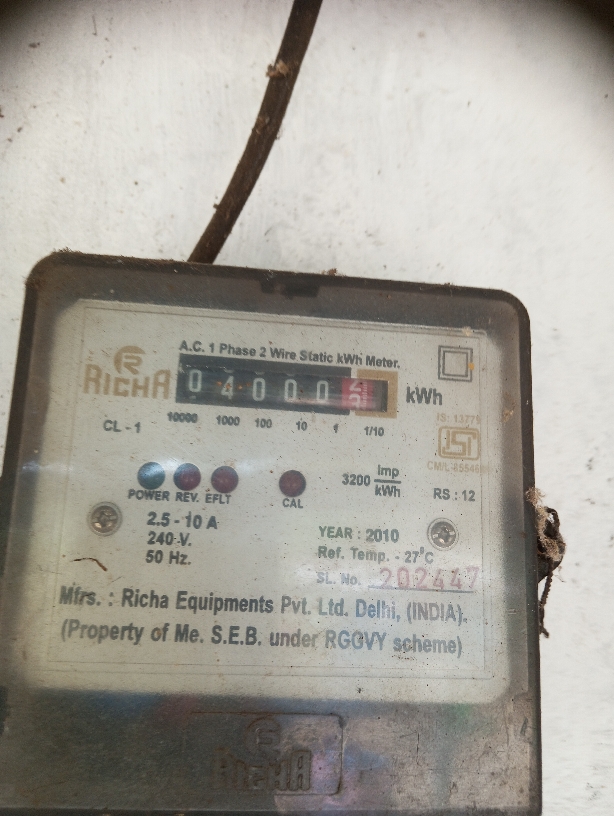 A.C. 1 Phase 2 Wire Static kWh Meter.
RICHA
0 4 0 0 0 kWh
10000 1000 100 10 1 1/10
CL - 1
IS: 13779
ISI
CM/L
3200 Imp/kWh
RS : 12
POWER REV. EFLT CAL
2.5 - 10 A
240 V.
50 Hz.
YEAR : 2010
Ref. Temp. - 27°C
SL. No. 202447
Mfrs. : Richa Equipments Pvt. Ltd. Delhi, (INDIA).
(Property of Me. S.E.B. under RGGVY scheme)
RICHA